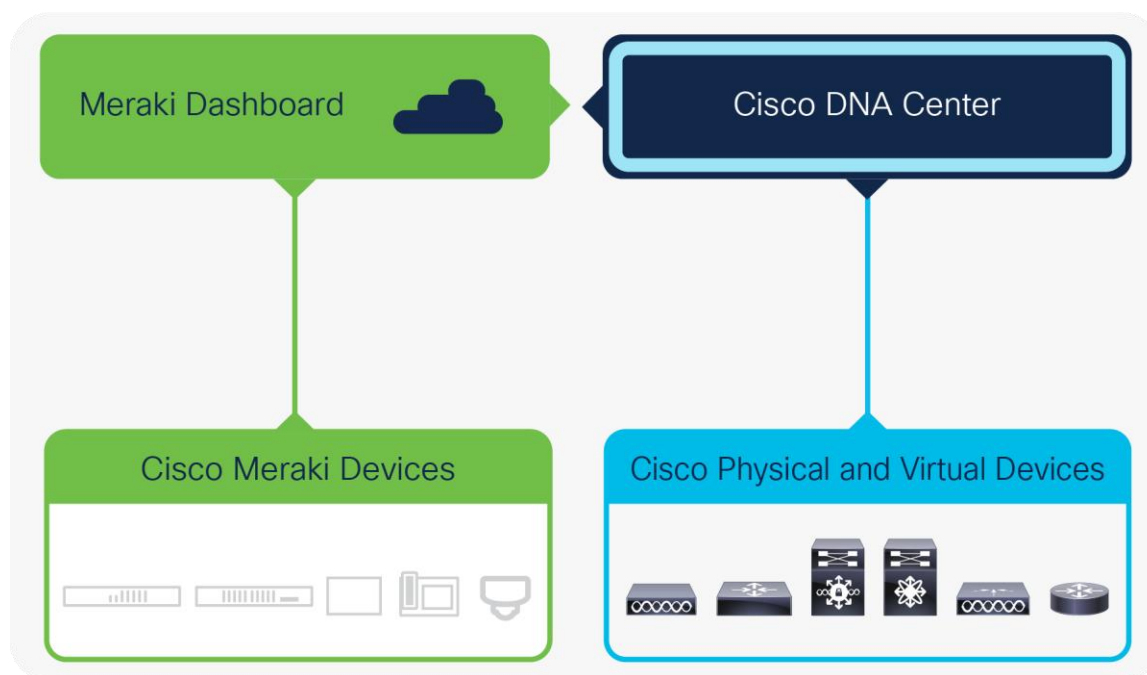 Meraki Dashboard
Cisco DNA Center
Cisco Meraki Devices
Cisco Physical and Virtual Devices